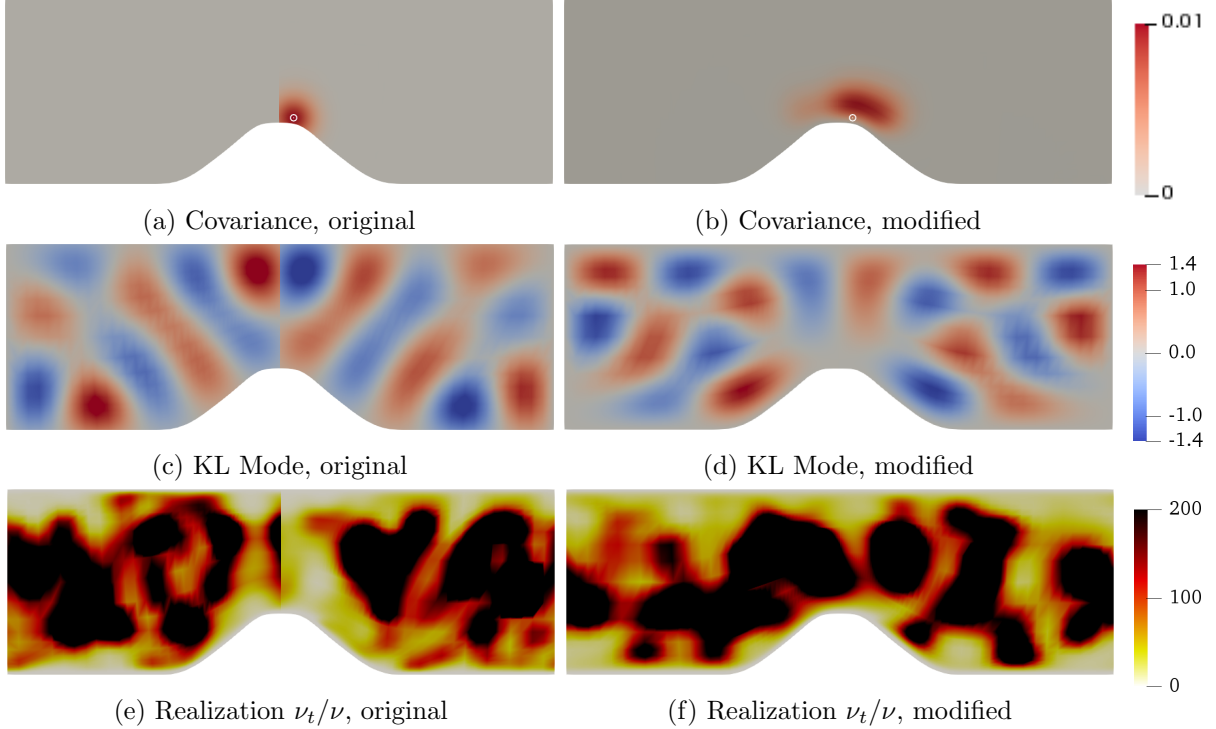 0.01
0
(a) Covariance, original
(b) Covariance, modified
1.4
1.0
0.0
-1.0
-1.4
(c) KL Mode, original
(d) KL Mode, modified
200
100
0
(e) Realization νt/ν, original
(f) Realization νt/ν, modified